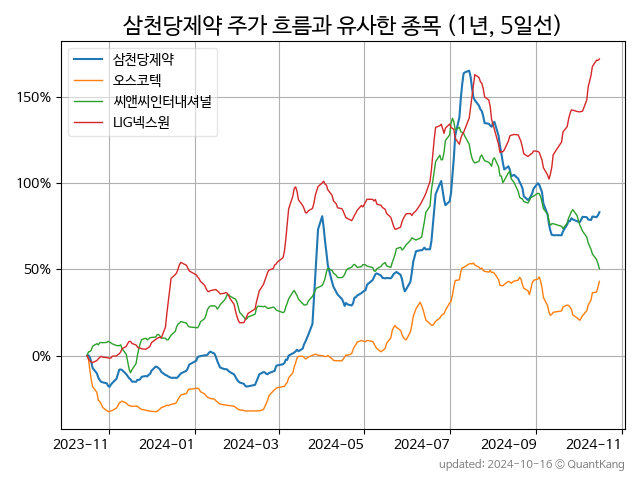 삼천당제약 주가 흐름과 유사한 종목 (1년, 5일선)
삼천당제약
오스코텍
씨앤씨인터내셔널
LIG넥스원
150%
100%
50%
0%
2023-11 2024-01 2024-03 2024-05 2024-07 2024-09 2024-11
updated: 2024-10-16 © QuantKang